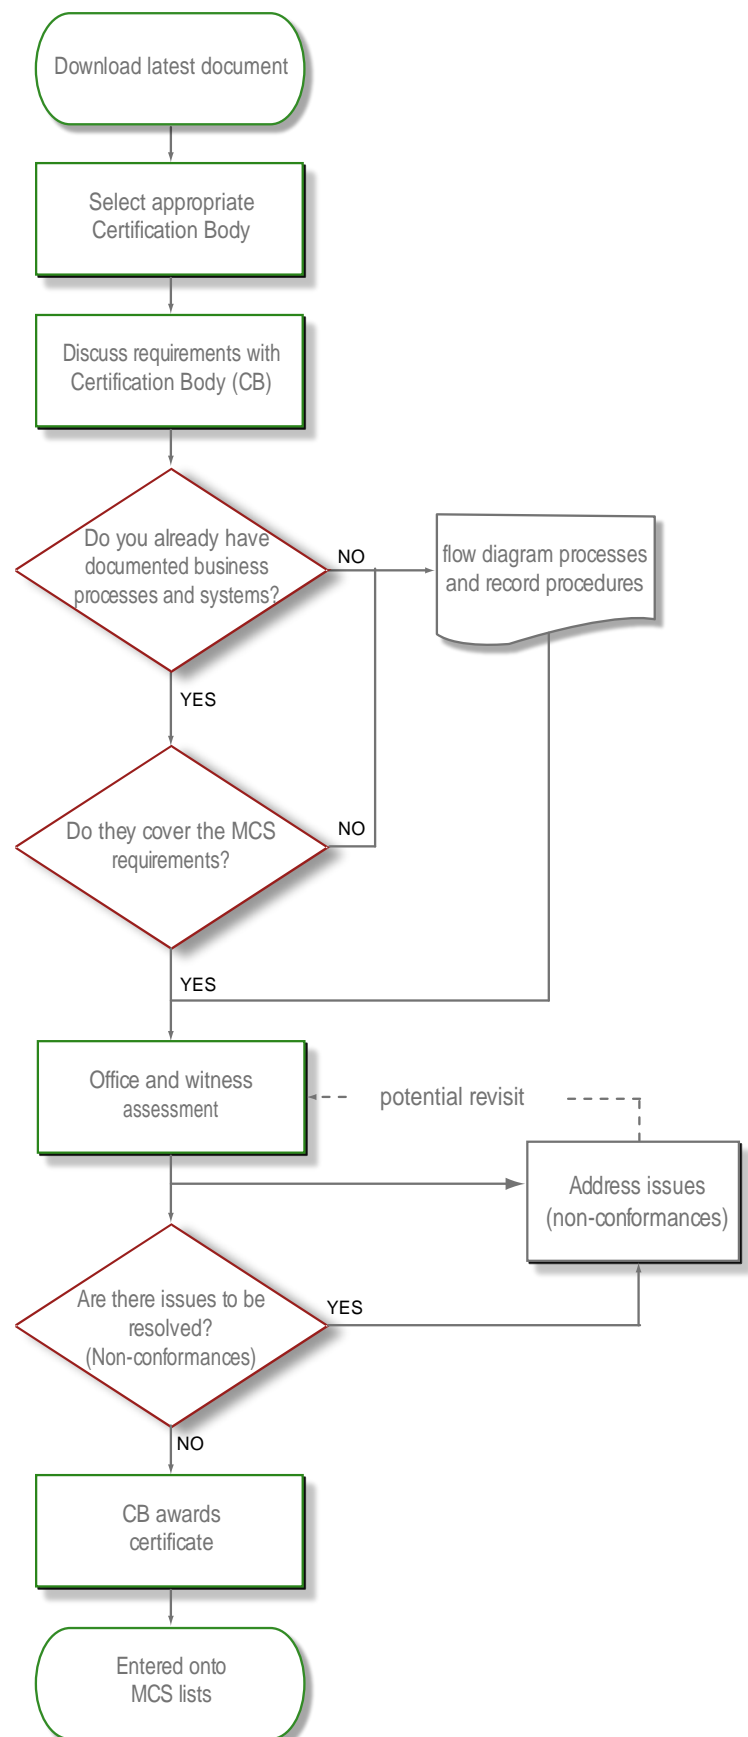 Download latest document
Select appropriate
Certification Body
Discuss requirements with
Certification Body (CB)
Do you already have
documented business
processes and systems?
NO
flow diagram processes
and record procedures
YES
Do they cover the MCS
requirements?
NO
YES
Office and witness
assessment
potential revisit
Address issues
(non-conformances)
Are there issues to be
resolved?
(Non-conformances)
YES
NO
CB awards
certificate
Entered onto
MCS lists